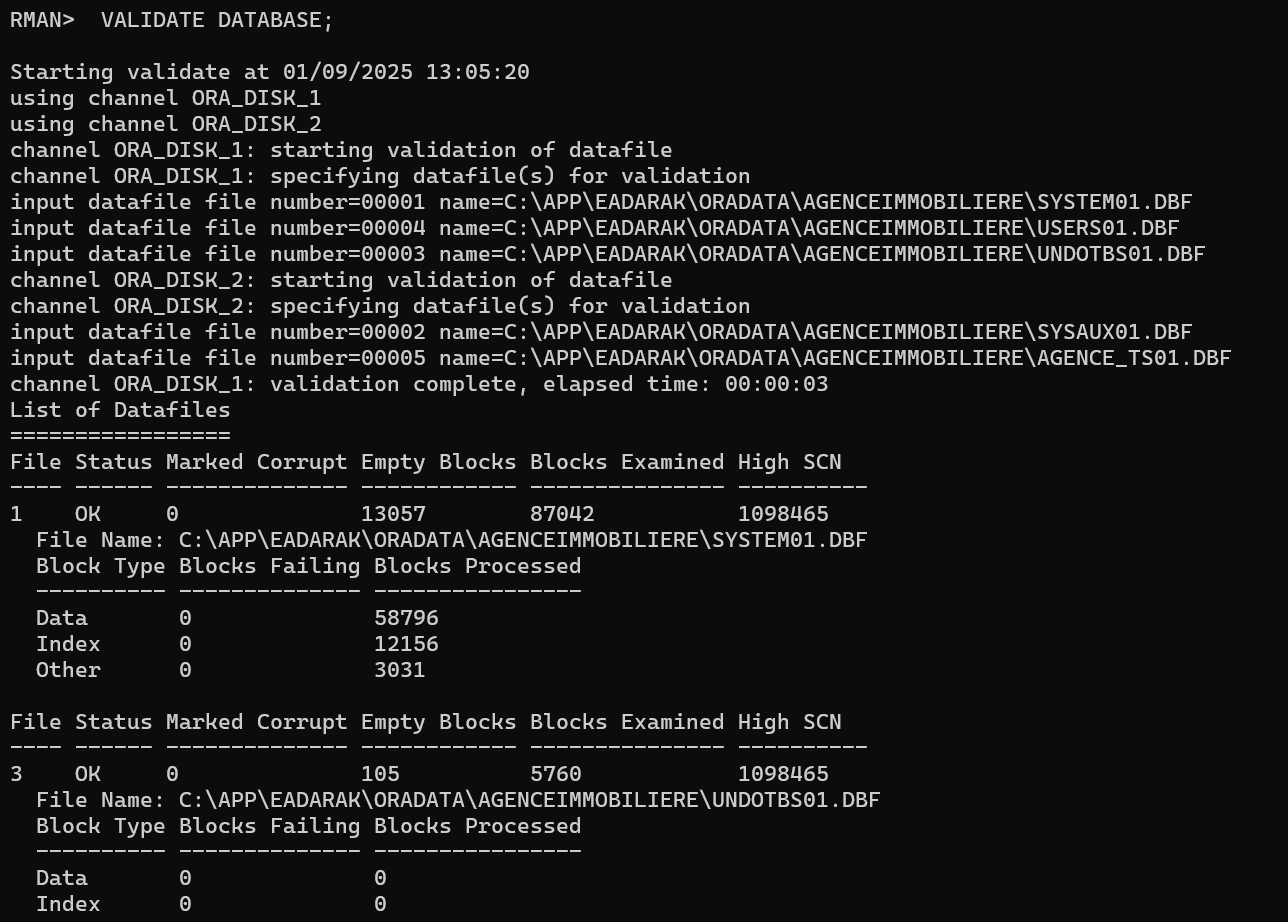 RMAN>  VALIDATE DATABASE;

Starting validate at 01/09/2025 13:05:20
using channel ORA_DISK_1
using channel ORA_DISK_2
channel ORA_DISK_1: starting validation of datafile
channel ORA_DISK_1: specifying datafile(s) for validation
input datafile file number=00001 name=C:\APP\EADARAK\ORADATA\AGENCEIMMOBILIERE\SYSTEM01.DBF
input datafile file number=00004 name=C:\APP\EADARAK\ORADATA\AGENCEIMMOBILIERE\USERS01.DBF
input datafile file number=00003 name=C:\APP\EADARAK\ORADATA\AGENCEIMMOBILIERE\UNDOTBS01.DBF
channel ORA_DISK_2: starting validation of datafile
channel ORA_DISK_2: specifying datafile(s) for validation
input datafile file number=00002 name=C:\APP\EADARAK\ORADATA\AGENCEIMMOBILIERE\SYSAUX01.DBF
input datafile file number=00005 name=C:\APP\EADARAK\ORADATA\AGENCEIMMOBILIERE\AGENCE_TS01.DBF
channel ORA_DISK_1: validation complete, elapsed time: 00:00:03
List of Datafiles
=================
File Status Marked Corrupt Empty Blocks Blocks Examined High SCN
---- ------ -------------- ------------ --------------- ----------
1    OK     0              13057        87042           1098465
  File Name: C:\APP\EADARAK\ORADATA\AGENCEIMMOBILIERE\SYSTEM01.DBF
  Block Type Blocks Failing Blocks Processed
  ---------- -------------- ----------------
  Data       0              58796
  Index      0              12156
  Other      0              3031

File Status Marked Corrupt Empty Blocks Blocks Examined High SCN
---- ------ -------------- ------------ --------------- ----------
3    OK     0              105          5760            1098465
  File Name: C:\APP\EADARAK\ORADATA\AGENCEIMMOBILIERE\UNDOTBS01.DBF
  Block Type Blocks Failing Blocks Processed
  ---------- -------------- ----------------
  Data       0              0
  Index      0              0